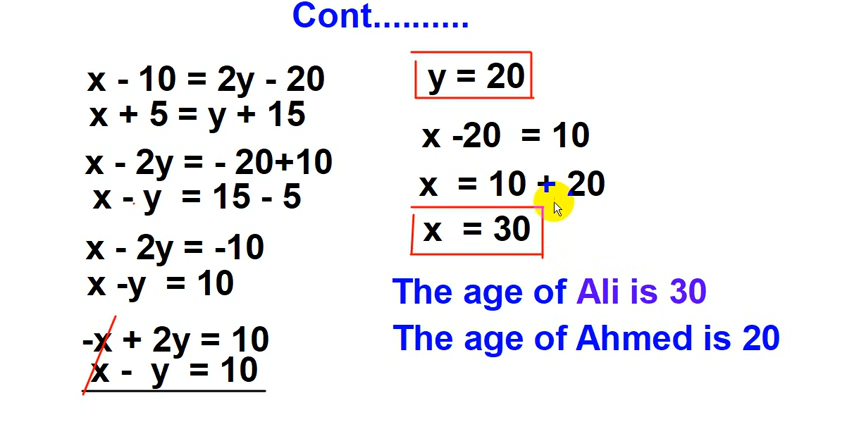 Cont..........
x - 10 = 2y - 20
x + 5 = y + 15
x - 2y = - 20+10
x - y = 15 - 5
x - 2y = -10
x -y = 10
-x + 2y = 10
x - y = 10
y = 20
x -20 = 10
x = 10 + 20
x = 30
The age of Ali is 30
The age of Ahmed is 20